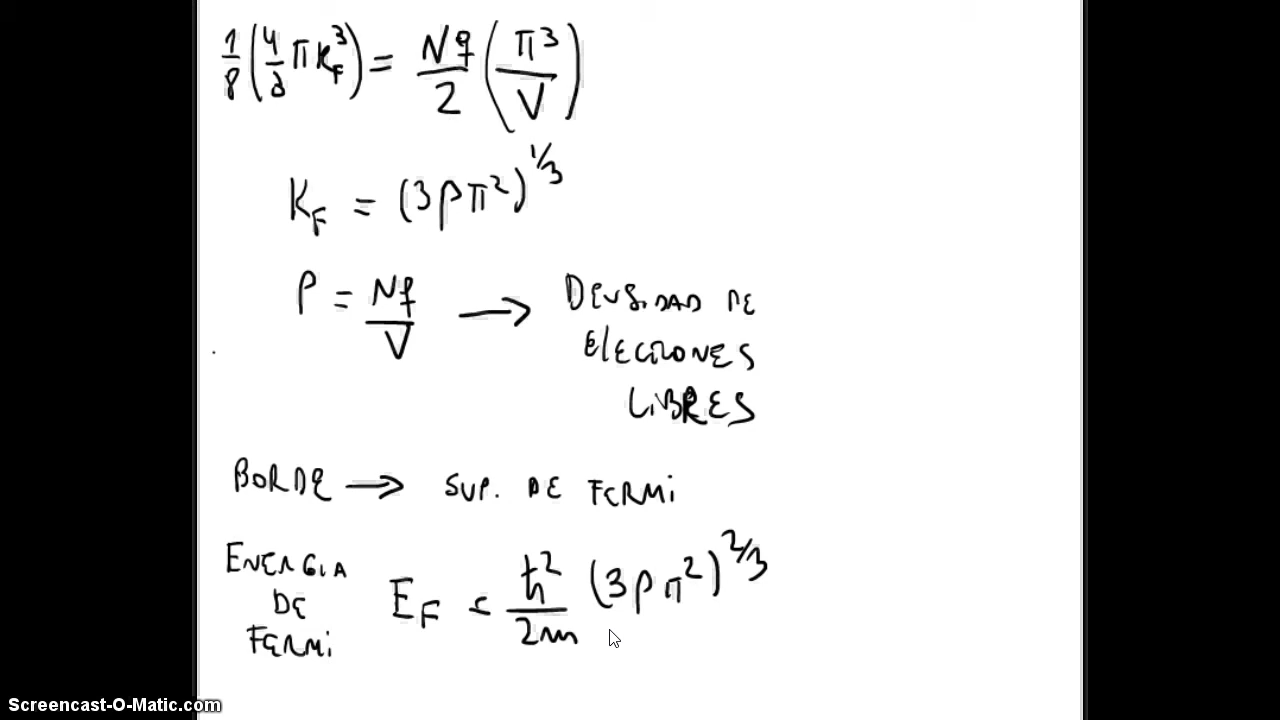 1/8 (4/3 π k_F^3) = Nq/2 (π^3/V)
K_F = (3ρπ^2)^1/3
ρ = Nq/V → DENSIDAD DE
ELECTRONES
LIBRES
BORDE → SUP. DE FERMI
ENERGIA
DE
FERMI
E_F = ħ^2/2m (3ρπ^2)^2/3
Screencast-O-Matic.com